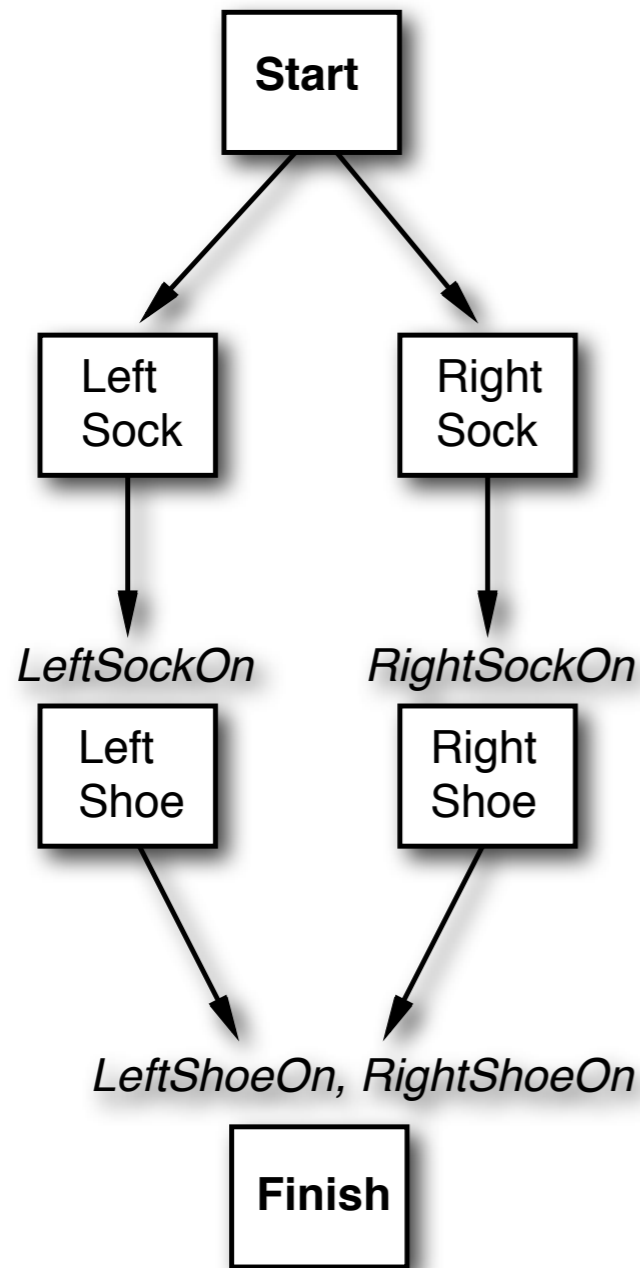 Start
Left
Sock
Right
Sock
LeftSockOn
RightSockOn
Left
Shoe
Right
Shoe
LeftShoeOn, RightShoeOn
Finish